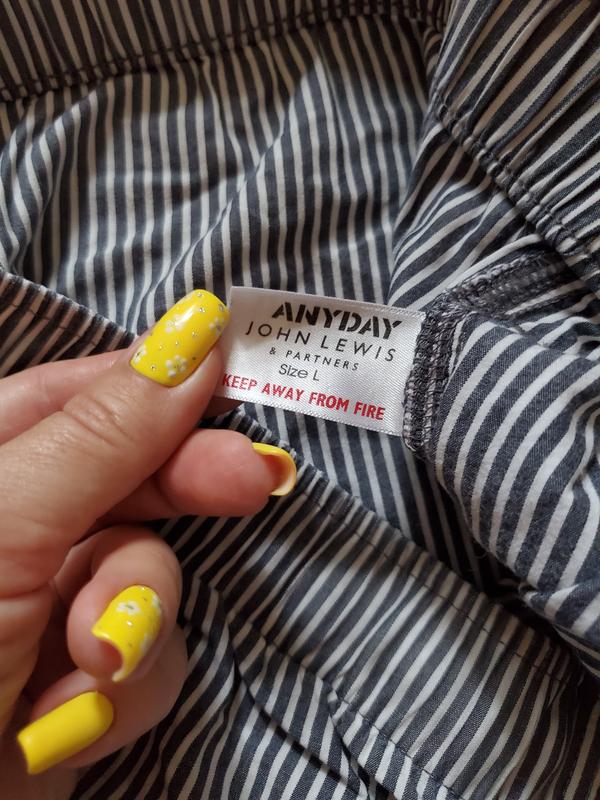 ANYDAY
JOHN LEWIS
& PARTNERS
Size L
KEEP AWAY FROM FIRE